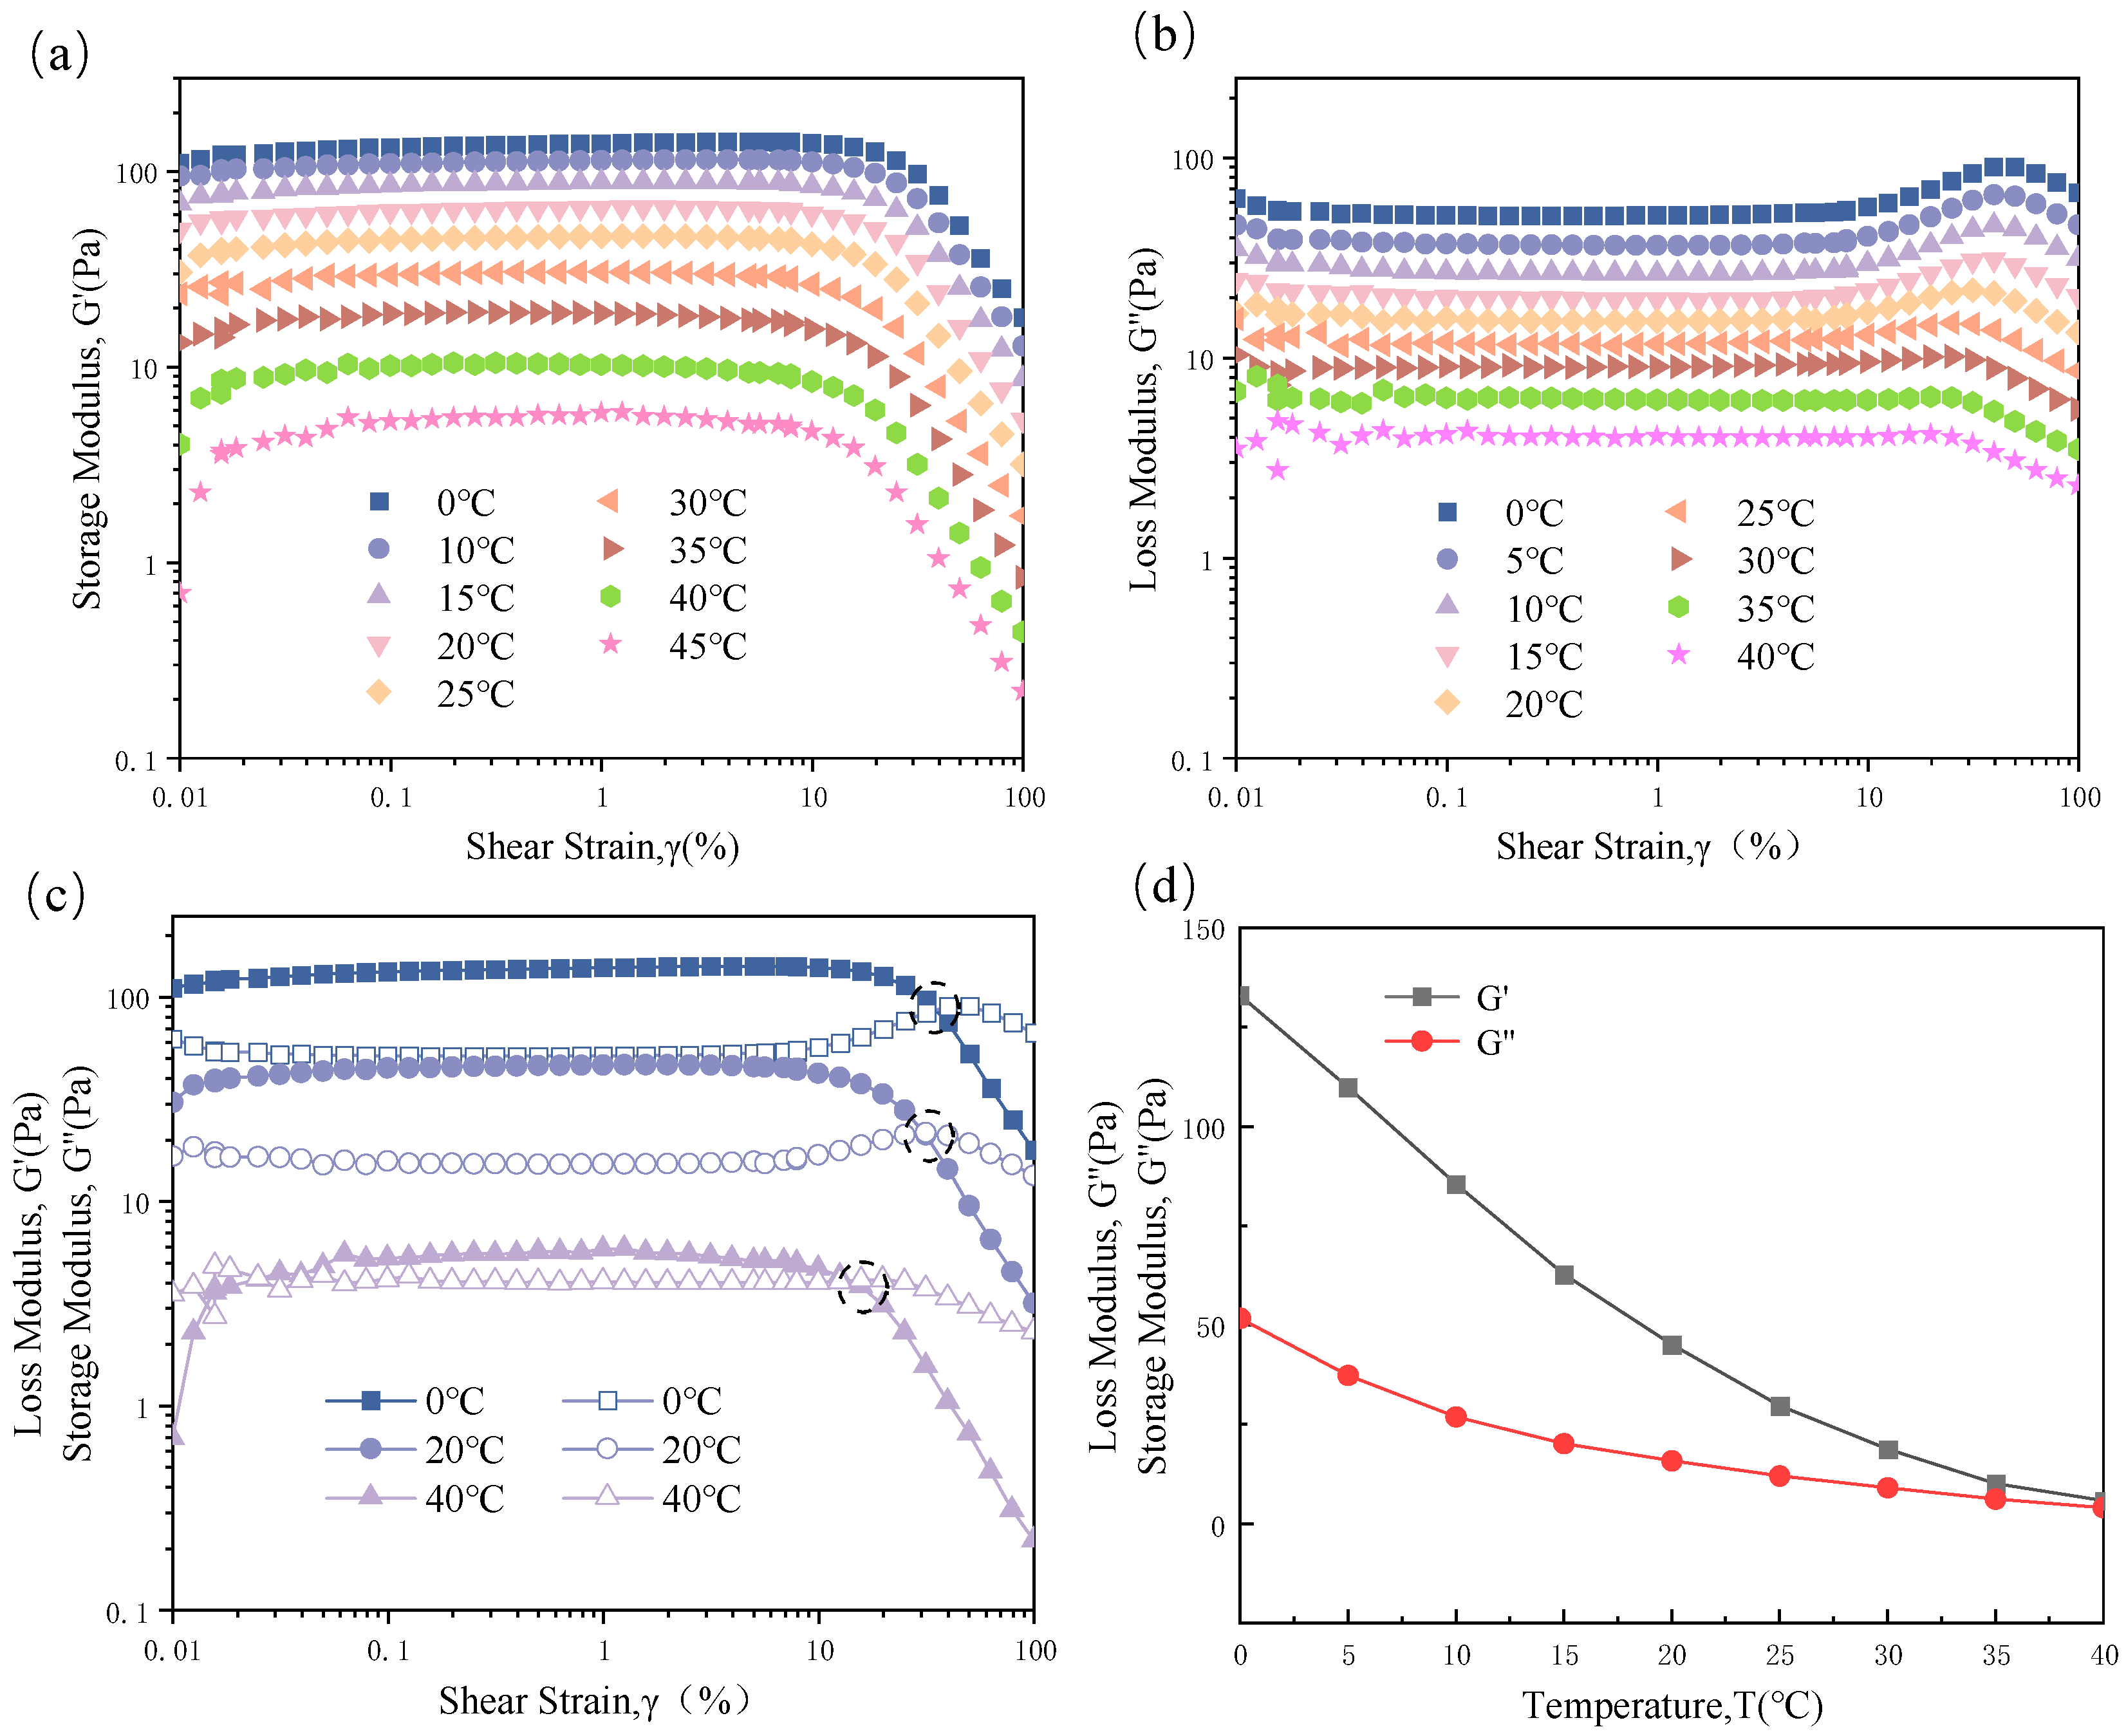 (a)
Storage Modulus, G'(Pa)
100
10
1
0.1
0℃
10℃
15℃
20℃
25℃
30℃
35℃
40℃
45℃
0.01 0.1 1 10 100
Shear Strain,γ(%)
(b)
Loss Modulus, G"(Pa)
100
10
1
0.1
0℃
5℃
10℃
15℃
20℃
25℃
30℃
35℃
40℃
0.01 0.1 1 10 100
Shear Strain,γ（%）
(c)
Loss Modulus, G'(Pa)
Storage Modulus, G"(Pa)
100
10
1
0.1
0℃
20℃
40℃
0℃
20℃
40℃
0.01 0.1 1 10 100
Shear Strain,γ（%）
(d)
Loss Modulus, G"(Pa)
Storage Modulus, G"(Pa)
150
100
50
0
G'
G"
0 5 10 15 20 25 30 35 40
Temperature,T(℃)